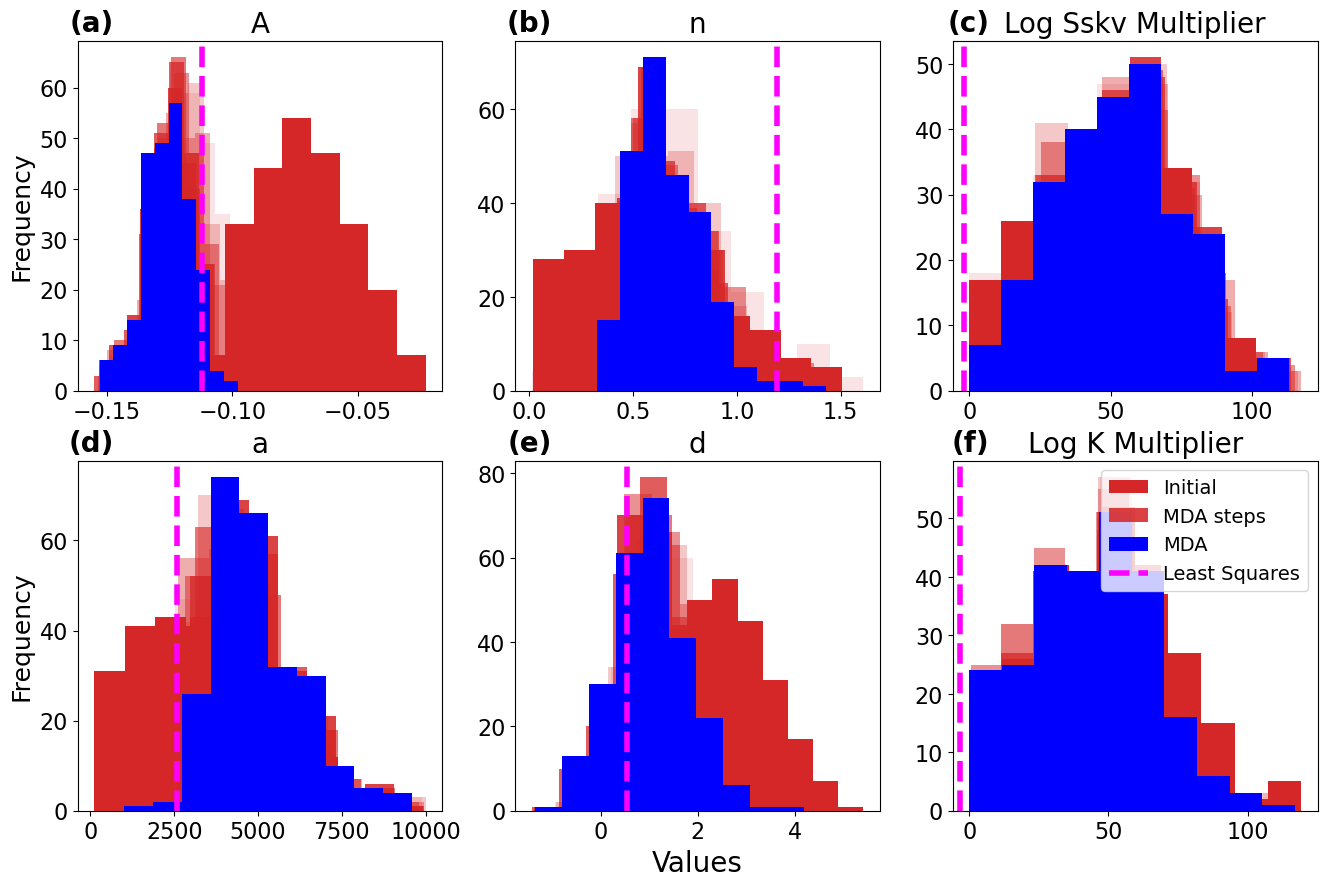 (a) A
(b) n
(c) Log Sskv Multiplier
Frequency
60
50
40
30
20
10
0
−0.15 −0.10 −0.05
60
40
20
0
0.0 0.5 1.0 1.5
50
40
30
20
10
0
0 50 100
(d) a
(e) d
(f) Log K Multiplier
Frequency
60
40
20
0
0 2500 5000 7500 10000
80
60
40
20
0
0 2 4
Values
50
40
30
20
10
0
0 50 100
Initial
MDA steps
MDA
Least Squares